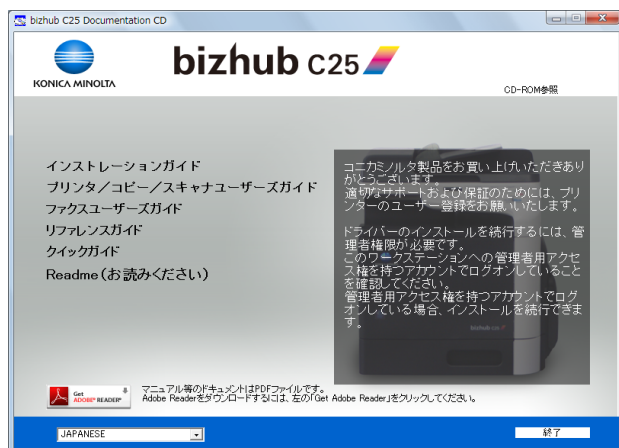 bizhub C25 Documentation CD
KONICA MINOLTA
bizhub C25
CD-ROM参照
インストレーションガイド
プリンタ/コピー/スキャナユーザーズガイド
ファクスユーザーズガイド
リファレンスガイド
クイックガイド
Readme(お読みください)
コニカミノルタ製品をお買い上げいただきあり
がとうございます。
適切なサポートおよび保証のためには、プリ
ンターのユーザー登録をお願いいたします。
ドライバーのインストールを続行するには、管
理者権限が必要です。
このワークステーションへの管理者用アクセ
ス権を持つアカウントでログオンしていること
を確認してください。
管理者用アクセス権を持つアカウントでログ
オンしている場合、インストールを続行できま
す。
bizhub
Get
ADOBE® READER®
マニュアル等のドキュメントはPDFファイルです。
Adobe Readerをダウンロードするには、左の「Get Adobe Reader」をクリックしてください。
JAPANESE
終了